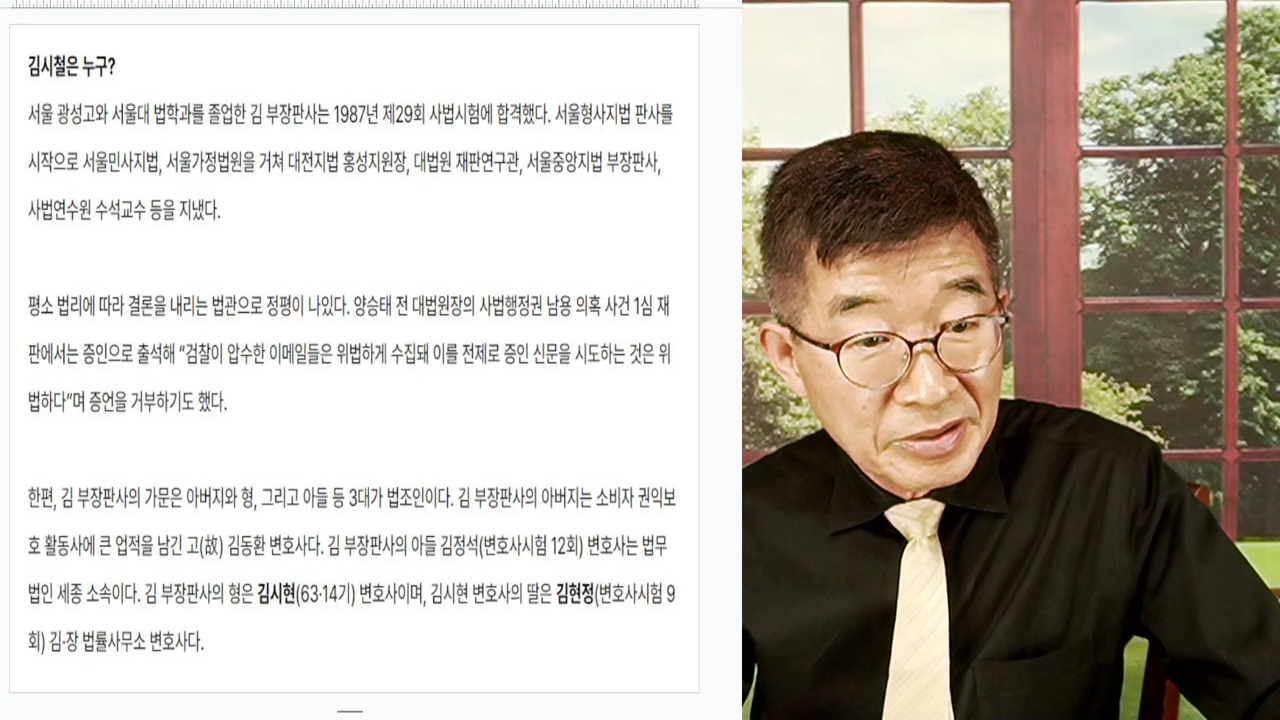 김시철은 누구?
서울 광성고와 서울대 법학과를 졸업한 김 부장판사는 1987년 제29회 사법시험에 합격했다. 서울형사지법 판사를
시작으로 서울민사지법, 서울가정법원을 거쳐 대전지법 홍성지원장, 대법원 재판연구관, 서울중앙지법 부장판사,
사법연수원 수석교수 등을 지냈다.
평소 법리에 따라 결론을 내리는 법관으로 정평이 나있다. 양승태 전 대법원장의 사법행정권 남용 의혹 사건 1심 재
판에서는 증인으로 출석해 “검찰이 압수한 이메일들은 위법하게 수집돼 이를 전제로 증인 신문을 시도하는 것은 위
법하다”며 증언을 거부하기도 했다.
한편, 김 부장판사의 가문은 아버지와 형, 그리고 아들 등 3대가 법조인이다. 김 부장판사의 아버지는 소비자 권익보
호 활동사에 큰 업적을 남긴 고(故) 김동환 변호사다. 김 부장판사의 아들 김정석(변호사시험 12회) 변호사는 법무
법인 세종 소속이다. 김 부장판사의 형은 김시현(63·14기) 변호사이며, 김시현 변호사의 딸은 김현정(변호사시험 9
회) 김·장 법률사무소 변호사다.